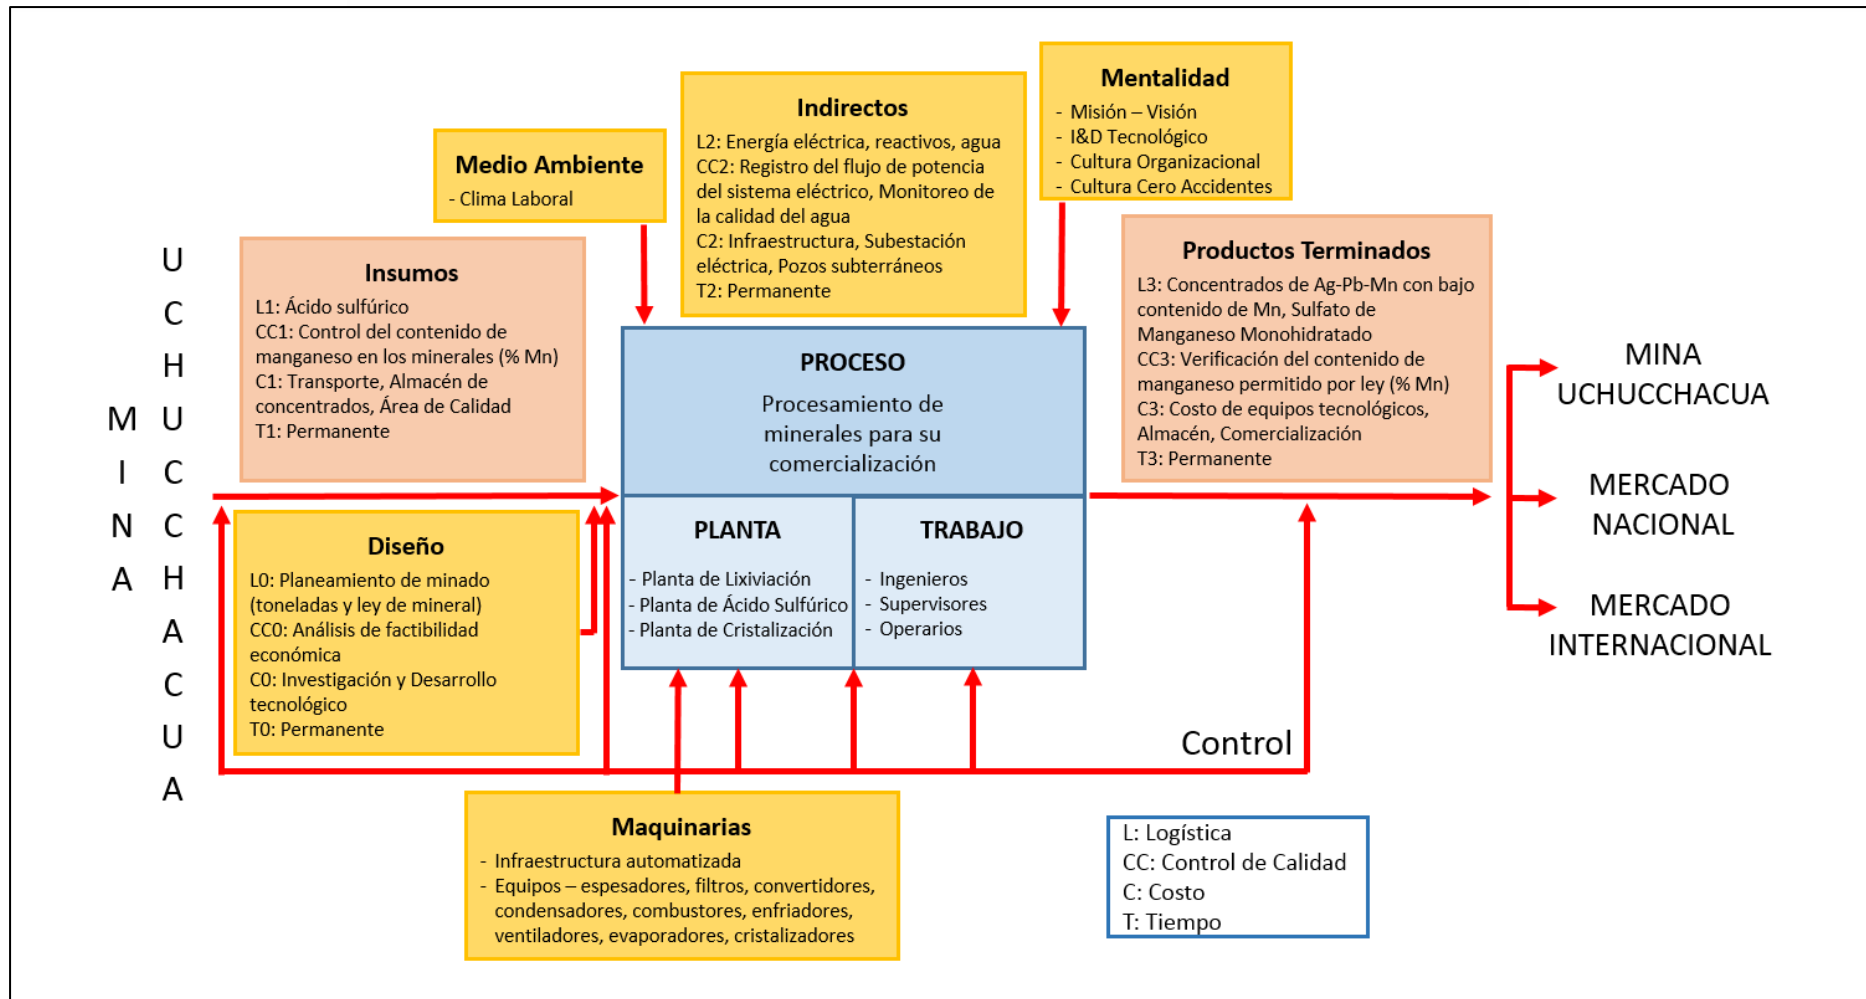 MINA
UCHUCCHACUA
Medio Ambiente
- Clima Laboral
Indirectos
L2: Energía eléctrica, reactivos, agua
CC2: Registro del flujo de potencia
del sistema eléctrico, Monitoreo de
la calidad del agua
C2: Infraestructura, Subestación
eléctrica, Pozos subterráneos
T2: Permanente
Mentalidad
- Misión – Visión
- I&D Tecnológico
- Cultura Organizacional
- Cultura Cero Accidentes
Insumos
L1: Ácido sulfúrico
CC1: Control del contenido de
manganeso en los minerales (% Mn)
C1: Transporte, Almacén de
concentrados, Área de Calidad
T1: Permanente
PROCESO
Procesamiento de
minerales para su
comercialización
Productos Terminados
L3: Concentrados de Ag-Pb-Mn con bajo
contenido de Mn, Sulfato de
Manganeso Monohidratado
CC3: Verificación del contenido de
manganeso permitido por ley (% Mn)
C3: Costo de equipos tecnológicos,
Almacén, Comercialización
T3: Permanente
MINA
UCHUCCHACUA
MERCADO
NACIONAL
MERCADO
INTERNACIONAL
Diseño
L0: Planeamiento de minado
(toneladas y ley de mineral)
CC0: Análisis de factibilidad
económica
C0: Investigación y Desarrollo
tecnológico
T0: Permanente
PLANTA
- Planta de Lixiviación
- Planta de Ácido Sulfúrico
- Planta de Cristalización
TRABAJO
- Ingenieros
- Supervisores
- Operarios
Control
Maquinarias
- Infraestructura automatizada
- Equipos – espesadores, filtros, convertidores,
condensadores, combustores, enfriadores,
ventiladores, evaporadores, cristalizadores
L: Logística
CC: Control de Calidad
C: Costo
T: Tiempo